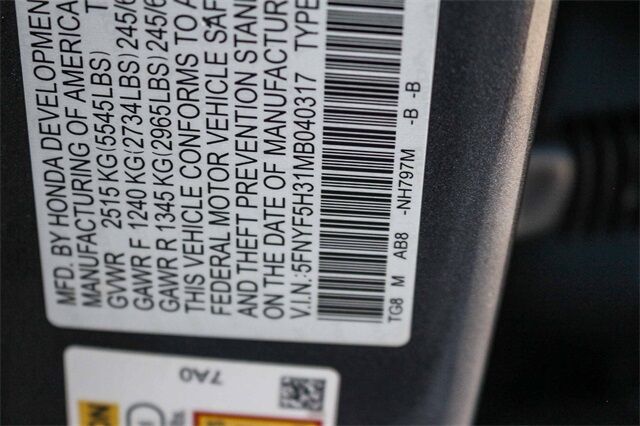 MFD. BY HONDA DEVELOPMEN
MANUFACTURING OF AMERICA
GVWR 2515 KG(5545LBS) T
GAWR F 1240 KG(2734LBS) 245/6
GAWR R 1345 KG(2965LBS) 245/6
THIS VEHICLE CONFORMS TO A
FEDERAL MOTOR VEHICLE SAF
AND THEFT PREVENTION STAN
ON THE DATE OF MANUFACTUR
V.I.N.:5FNYF5H31MB040317 TYPE
TG8 M AB8 -NH797M -B -B
7A0
ON